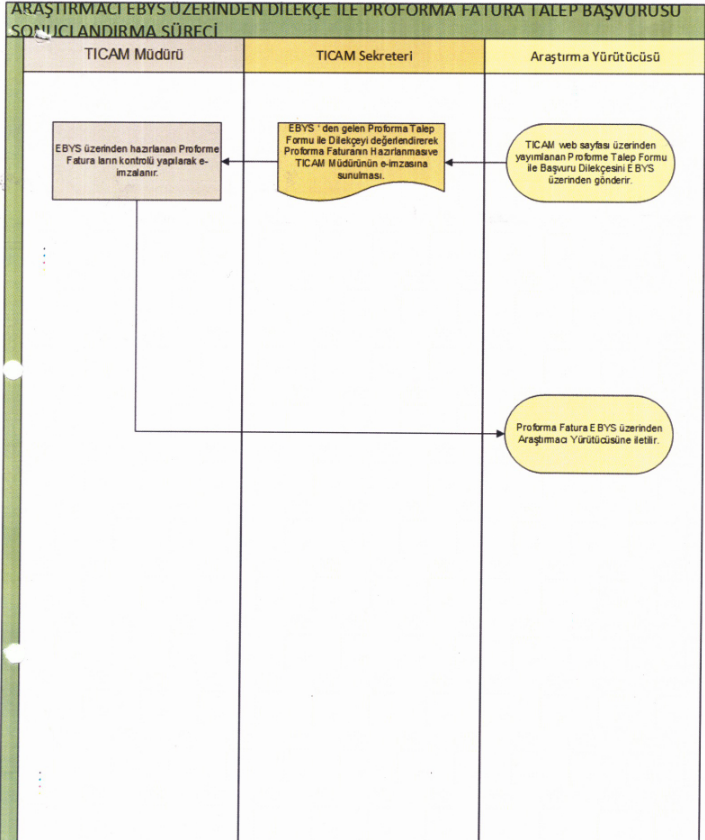 ARAŞTIRMACI EBYS ÜZERİNDEN DİLEKÇE İLE PROFORMA FATURA TALEP BAŞVURUSU
SONUÇLANDIRMA SÜRECİ
TICAM Müdürü
TICAM Sekreteri
Araştırma Yürütücüsü
EBYS üzerinden hazırlanan Proforme
Fatura ların kontrolü yapılarak e-
imzalanır.
EBYS ' den gelen Proforma Talep
Formu ile Dilekçeyi değerlendirerek
Proforma Faturanın Hazırlanmasıve
TICAM Müdürünün e-imzasına
sunulması.
TICAM web sayfası üzerinden
yayımlanan Proforme Talep Formu
ile Başvuru Dilekçesini EBYS
üzerinden gönderir.
Proforma Fatura EBYS üzerinden
Araştırmacı Yürütücüsüne iletilir.